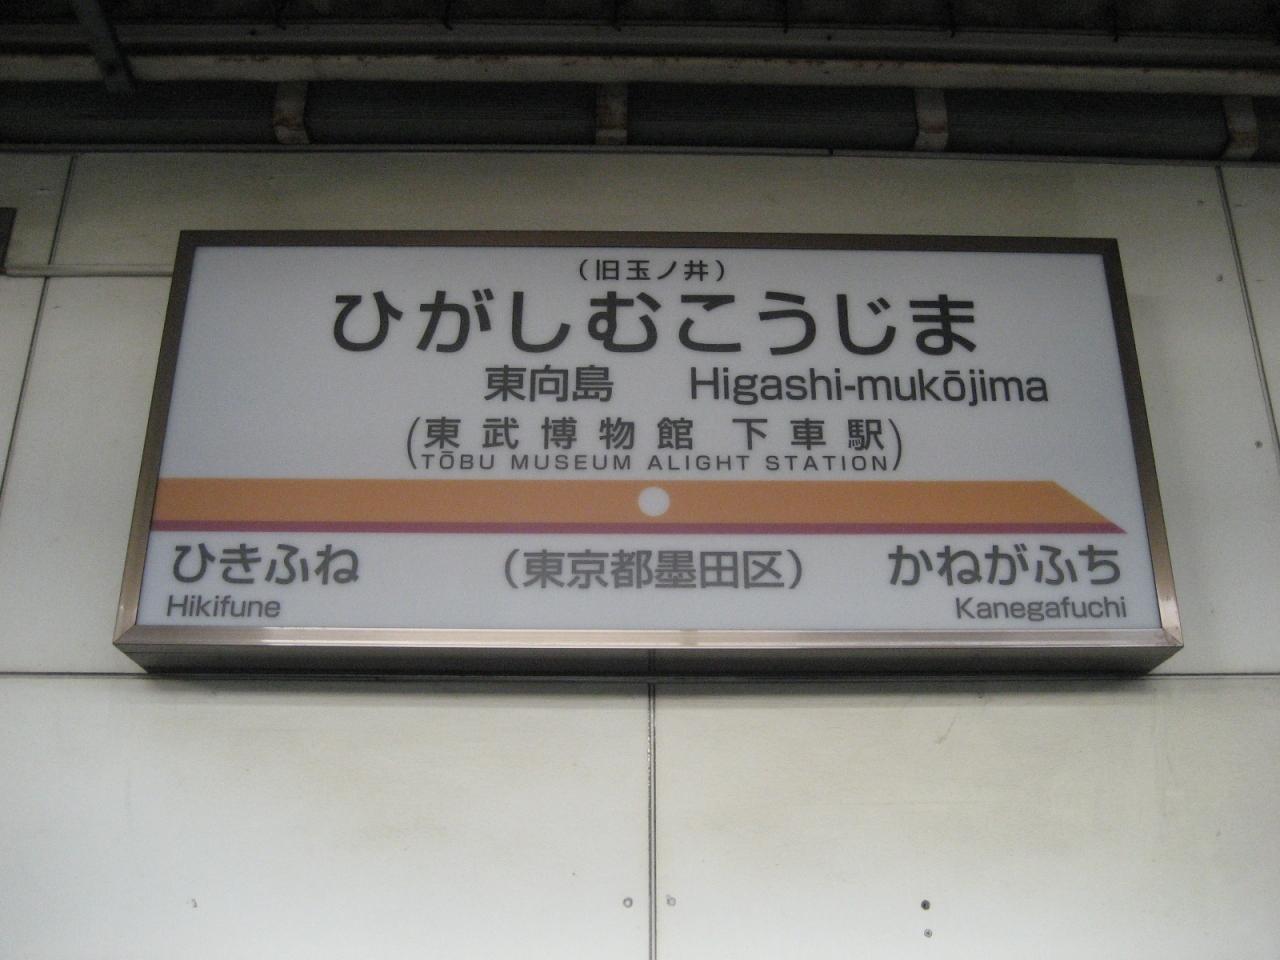 （旧玉ノ井）
ひがしむこうじま
東向島 Higashi-mukōjima
（東武博物館 下車駅）
TŌBU MUSEUM ALIGHT STATION
ひきふね （東京都墨田区） かねがふち
Hikifune Kanegafuchi